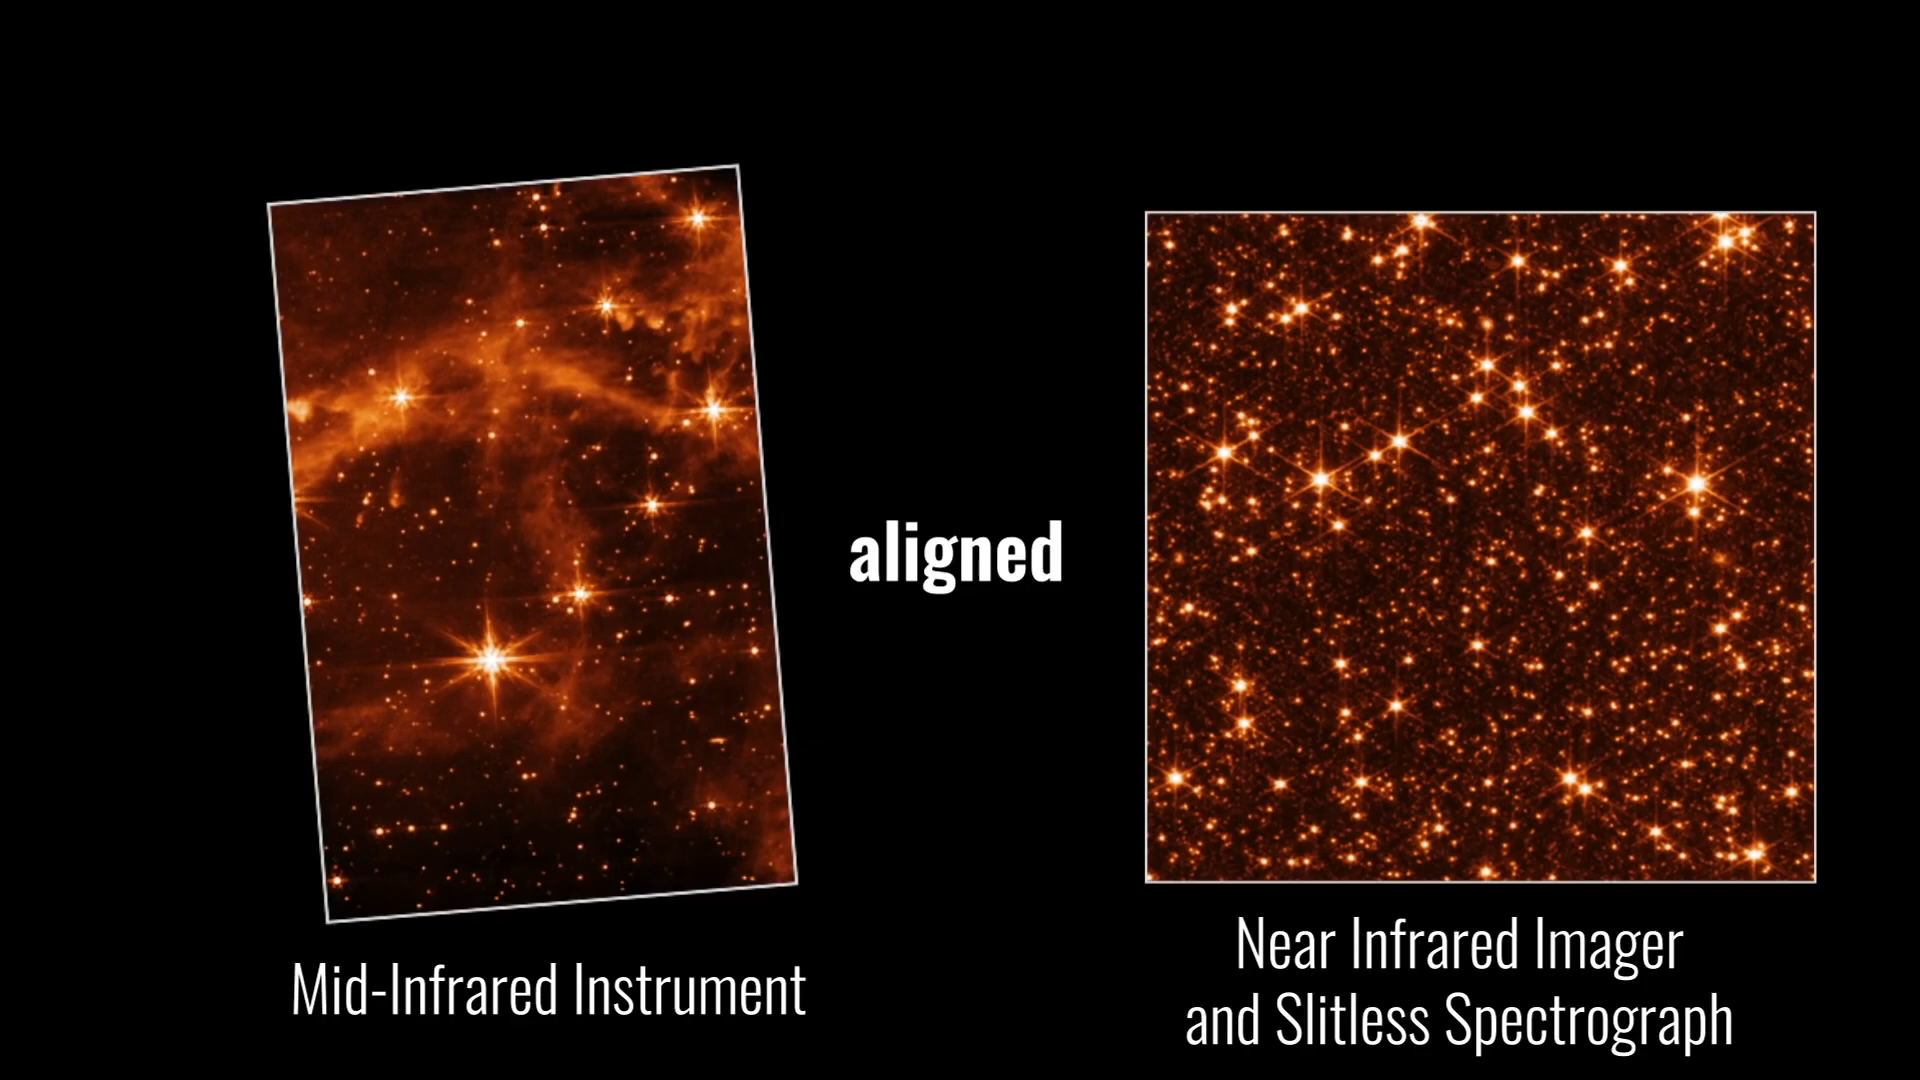 aligned
Mid-Infrared Instrument
Near Infrared Imager
and Slitless Spectrograph